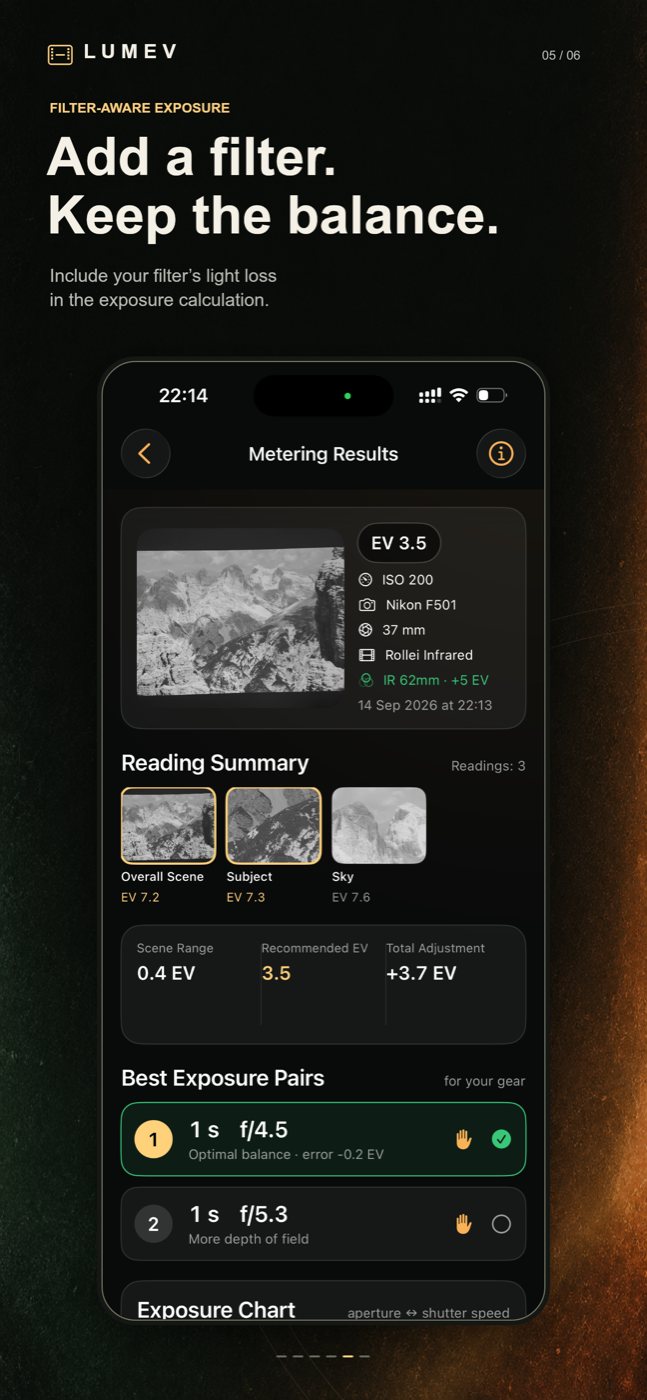 LUMEV
05 / 06
FILTER-AWARE EXPOSURE
Add a filter.
Keep the balance.
Include your filter’s light loss
in the exposure calculation.
22:14
Metering Results
EV 3.5
ISO 200
Nikon F501
37 mm
Rollei Infrared
IR 62mm · +5 EV
14 Sep 2026 at 22:13
Reading Summary
Readings: 3
Overall Scene
EV 7.2
Subject
EV 7.3
Sky
EV 7.6
Scene Range
0.4 EV
Recommended EV
3.5
Total Adjustment
+3.7 EV
Best Exposure Pairs
for your gear
1
1 s f/4.5
Optimal balance · error -0.2 EV
2
1 s f/5.3
More depth of field
Exposure Chart
aperture ↔ shutter speed